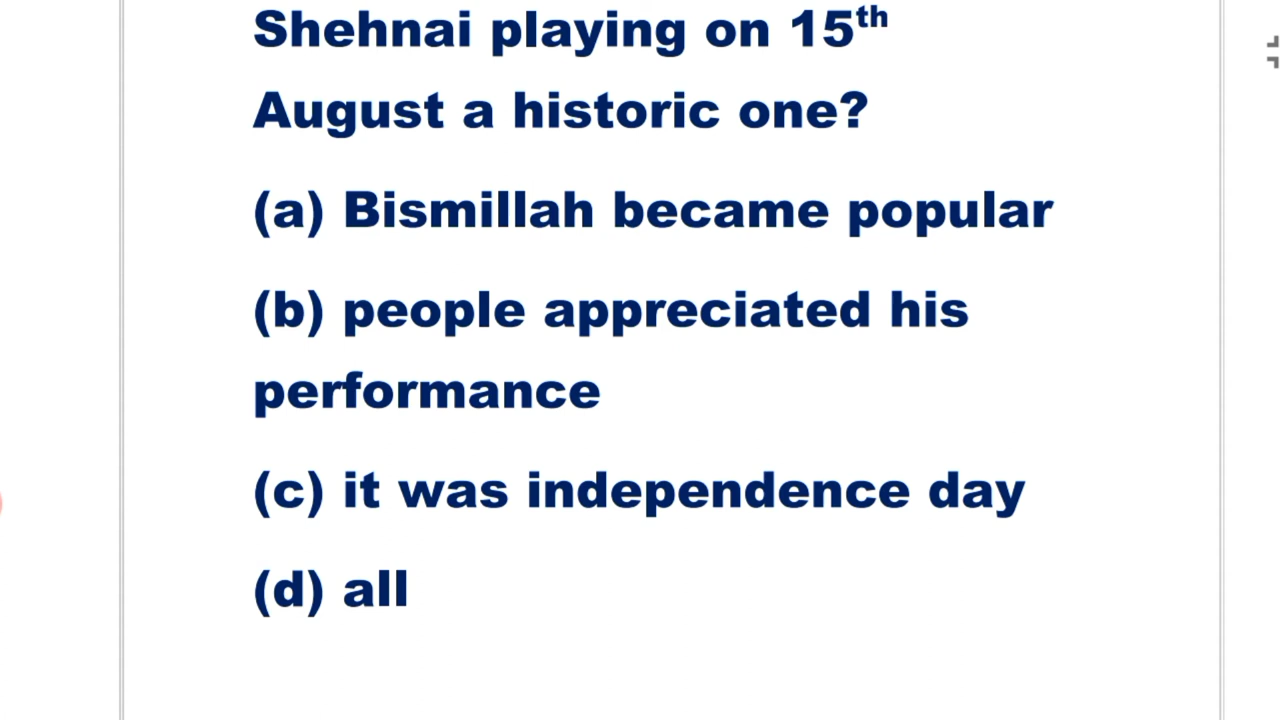 Shehnai playing on 15th
August a historic one?
(a) Bismillah became popular
(b) people appreciated his
performance
(c) it was independence day
(d) all